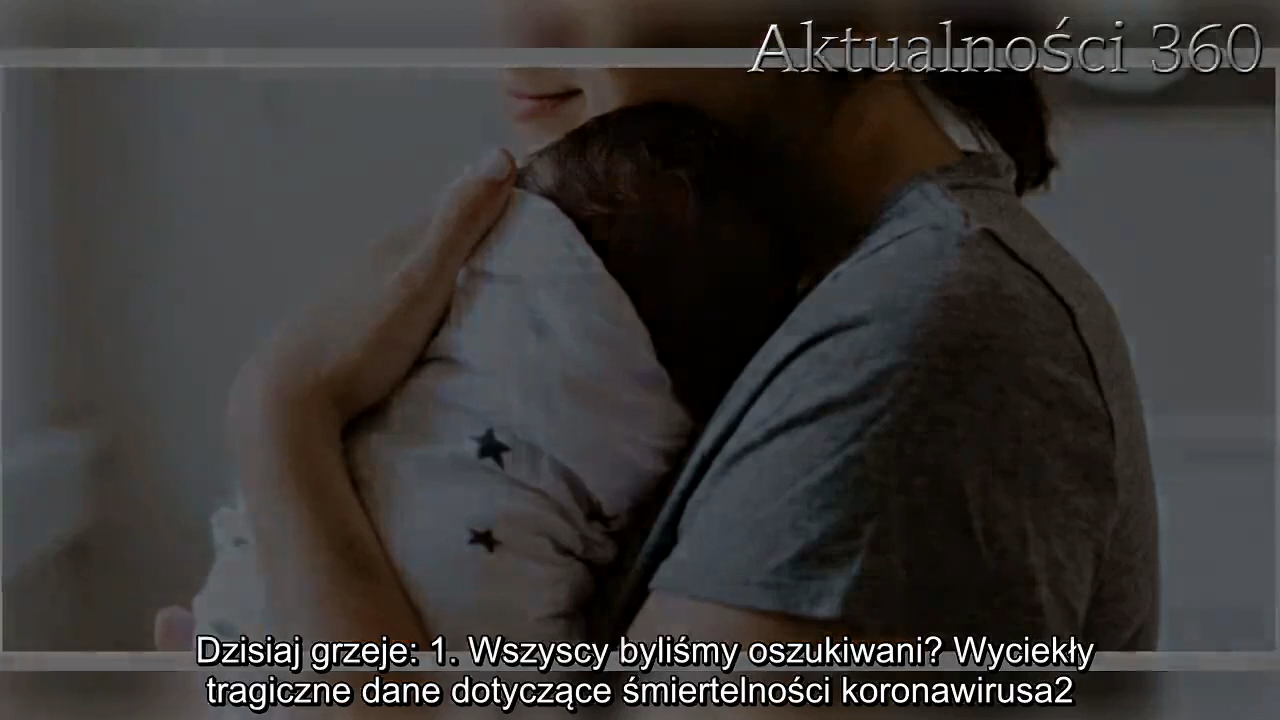 Aktualności 360
Dzisiaj grzeje: 1. Wszyscy byliśmy oszukiwani? Wyciekły
tragiczne dane dotyczące śmiertelności koronawirusa2